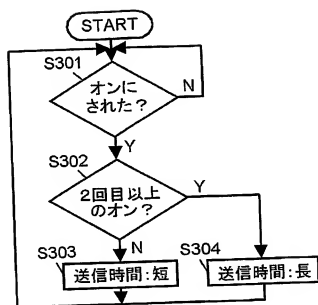 START
S301
オンに
された？
N
Y
S302
2回目以上
のオン？
Y
N
S303
送信時間：短
S304
送信時間：長